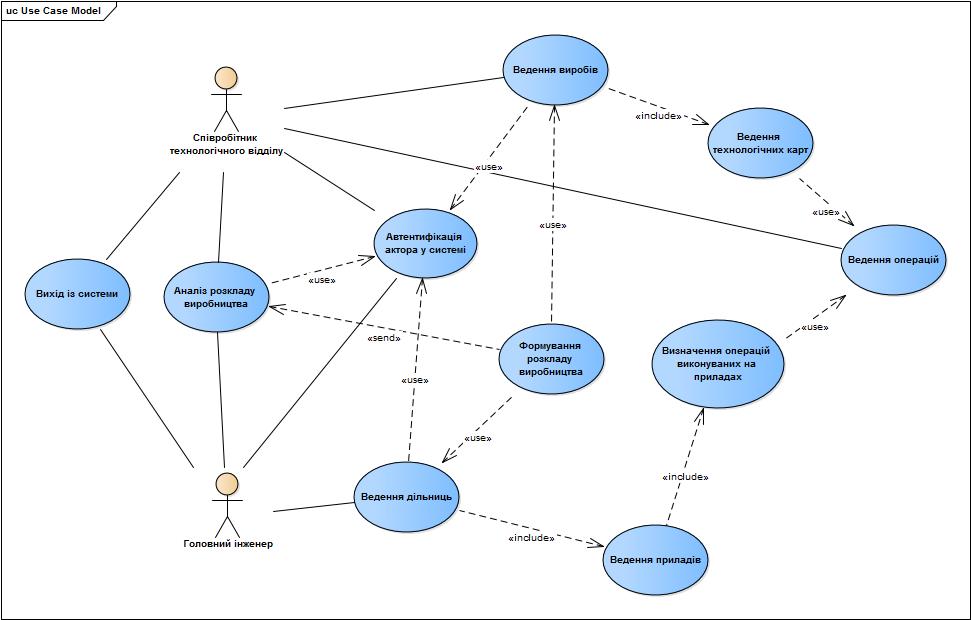 uc Use Case Model
Ведення виробів
«include»
Ведення
технологічних карт
Співробітник
технологічного відділу
«use»
«use»
«use»
Автентифікація
актора у системі
Ведення операцій
Вихід із системи
Аналіз розкладу
виробництва
«use»
«send»
Формування
розкладу
виробництва
«use»
Визначення операцій
виконуваних на
приладах
«use»
«use»
«include»
Ведення дільниць
«include»
Головний інженер
Ведення приладів